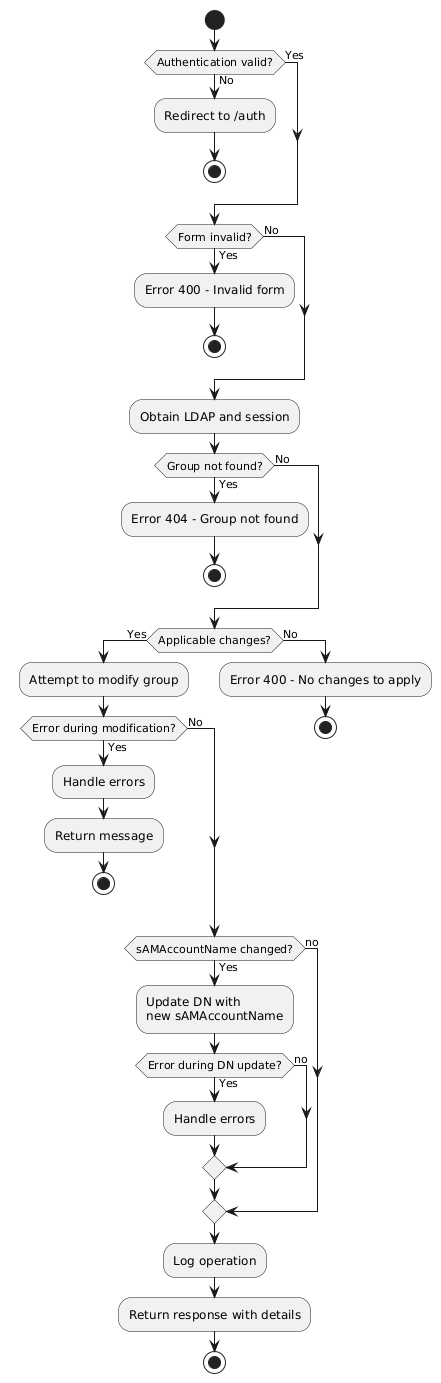 Authentication valid?
Yes
No
Redirect to /auth
Form invalid?
No
Yes
Error 400 - Invalid form
Obtain LDAP and session
Group not found?
No
Yes
Error 404 - Group not found
Yes
Applicable changes?
No
Attempt to modify group
Error 400 - No changes to apply
Error during modification?
No
Yes
Handle errors
Return message
sAMAccountName changed?
no
Yes
Update DN with
new sAMAccountName
Error during DN update?
no
Yes
Handle errors
Log operation
Return response with details